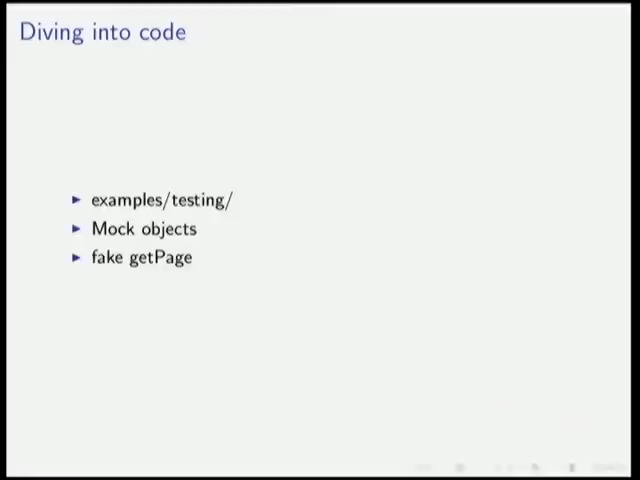 Diving into code
examples/testing/
Mock objects
fake getPage